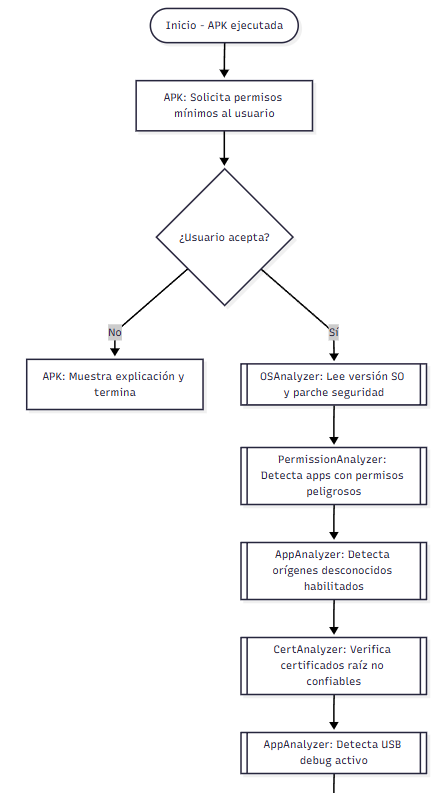 Inicio - APK ejecutada
APK: Solicita permisos
mínimos al usuario
¿Usuario acepta?
No
Sí
APK: Muestra explicación y
termina
OSAnalyzer: Lee versión SO
y parche seguridad
PermissionAnalyzer:
Detecta apps con permisos
peligrosos
AppAnalyzer: Detecta
orígenes desconocidos
habilitados
CertAnalyzer: Verifica
certificados raíz no
confiables
AppAnalyzer: Detecta USB
debug activo